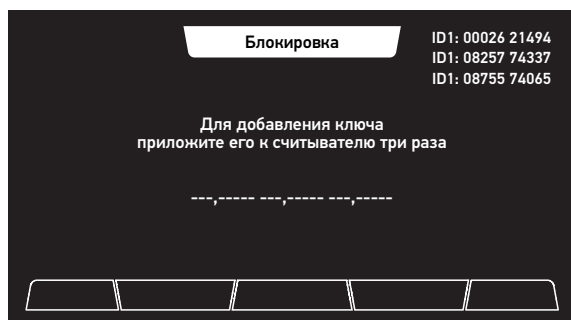 Блокировка
ID1: 00026 21494
ID1: 08257 74337
ID1: 08755 74065
Для добавления ключа
приложите его к считывателю три раза
---,----- ---,----- ---,-----